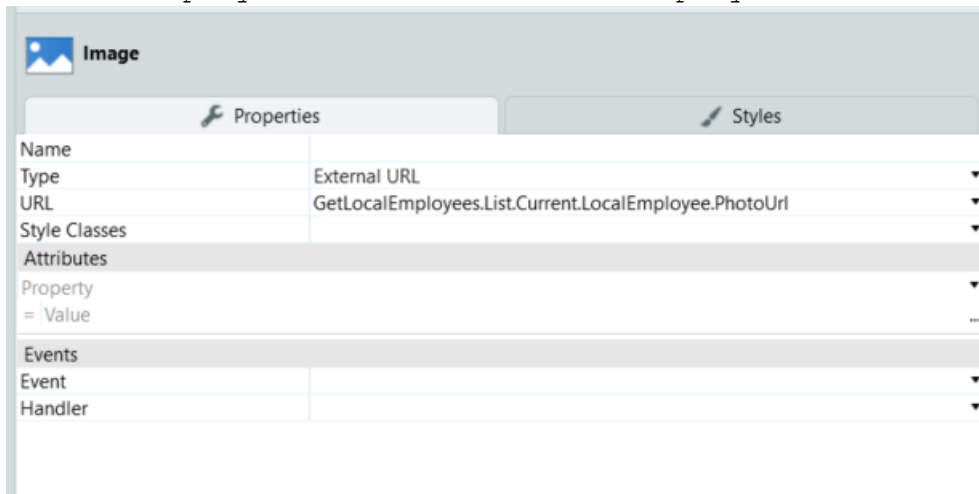 Image
Properties Styles
Name
Type External URL
URL GetLocalEmployees.List.Current.LocalEmployee.PhotoUrl
Style Classes
Attributes
Property
= Value ...
Events
Event
Handler